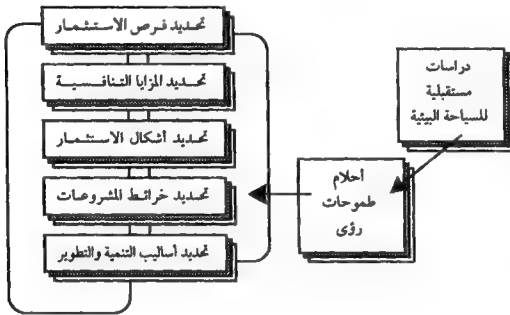 دراسات
مستقبلية
للسياحة البيئية
أحلام
طموحات
رؤى
تحديد فرص الاستثمار
تحديد المزايا التنافسية
تحديد أشكال الاستثمار
تحديد خرائط المشروعات
تحديد أساليب التنمية والتطوير